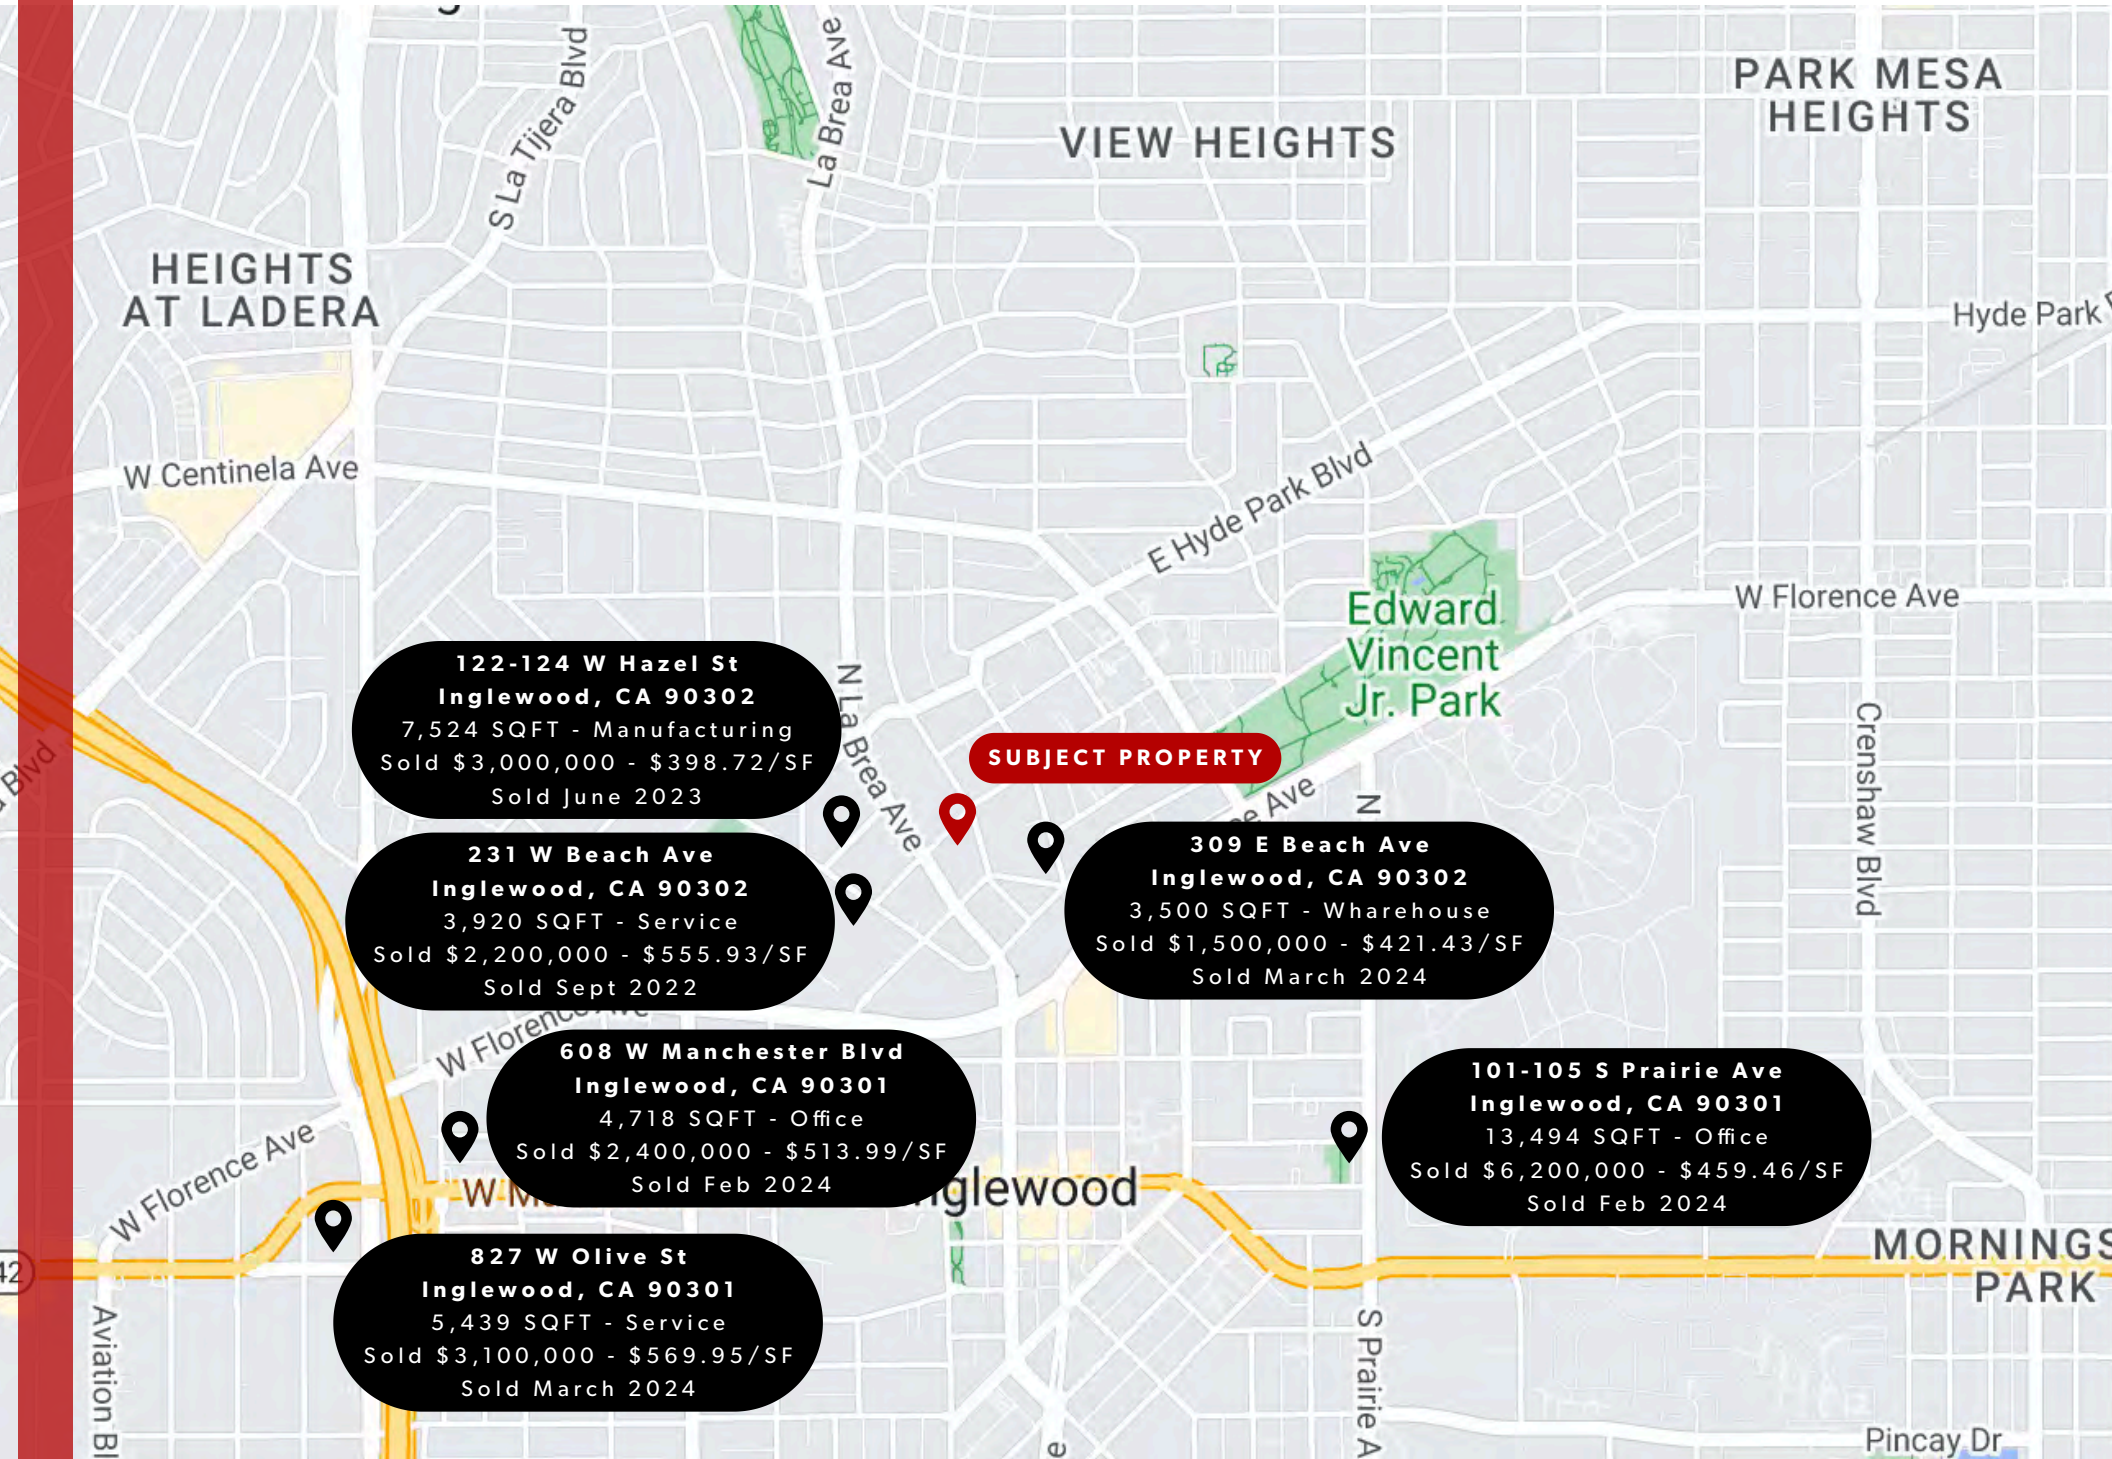 La Brea Ave
S La Tijera Blvd
PARK MESA
HEIGHTS
VIEW HEIGHTS
HEIGHTS
AT LADERA
Hyde Park
W Centinela Ave
E Hyde Park Blvd
W Florence Ave
Edward
Vincent
Jr. Park
122-124 W Hazel St
Inglewood, CA 90302
7,524 SQFT - Manufacturing
Sold $3,000,000 - $398.72/SF
Sold June 2023
N La Brea Ave
SUBJECT PROPERTY
Blvd
Ave
N
Crenshaw Blvd
231 W Beach Ave
Inglewood, CA 90302
3,920 SQFT - Service
Sold $2,200,000 - $555.93/SF
Sold Sept 2022
309 E Beach Ave
Inglewood, CA 90302
3,500 SQFT - Wharehouse
Sold $1,500,000 - $421.43/SF
Sold March 2024
W Florence Ave
608 W Manchester Blvd
Inglewood, CA 90301
4,718 SQFT - Office
Sold $2,400,000 - $513.99/SF
Sold Feb 2024
101-105 S Prairie Ave
Inglewood, CA 90301
13,494 SQFT - Office
Sold $6,200,000 - $459.46/SF
Sold Feb 2024
W Florence Ave
W M
nglewood
42
827 W Olive St
Inglewood, CA 90301
5,439 SQFT - Service
Sold $3,100,000 - $569.95/SF
Sold March 2024
MORNINGS
PARK
Aviation Bl
S Prairie A
Pincay Dr
e